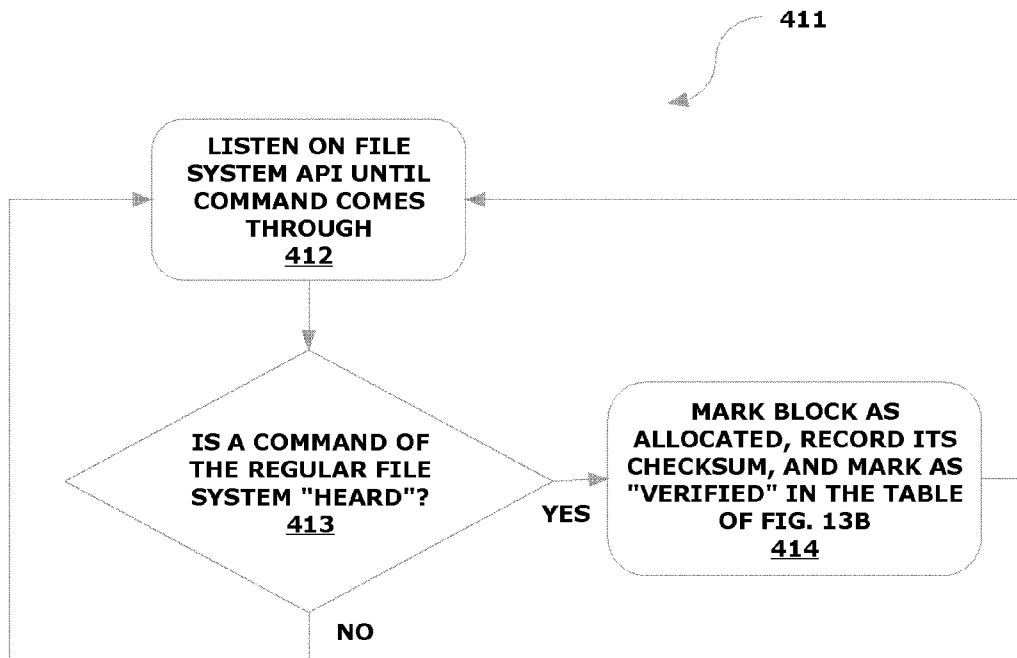 411
LISTEN ON FILE
SYSTEM API UNTIL
COMMAND COMES
THROUGH
412
IS A COMMAND OF
THE REGULAR FILE
SYSTEM "HEARD"?
413
YES
MARK BLOCK AS
ALLOCATED, RECORD ITS
CHECKSUM, AND MARK AS
"VERIFIED" IN THE TABLE
OF FIG. 13B
414
NO